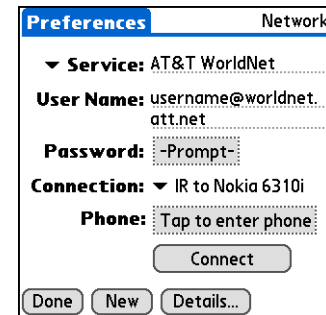 Preferences Network
Service: AT&T WorldNet
User Name: username@worldnet.
att.net
Password: -Prompt-
Connection: IR to Nokia 6310i
Phone: Tap to enter phone
Connect
Done New Details...